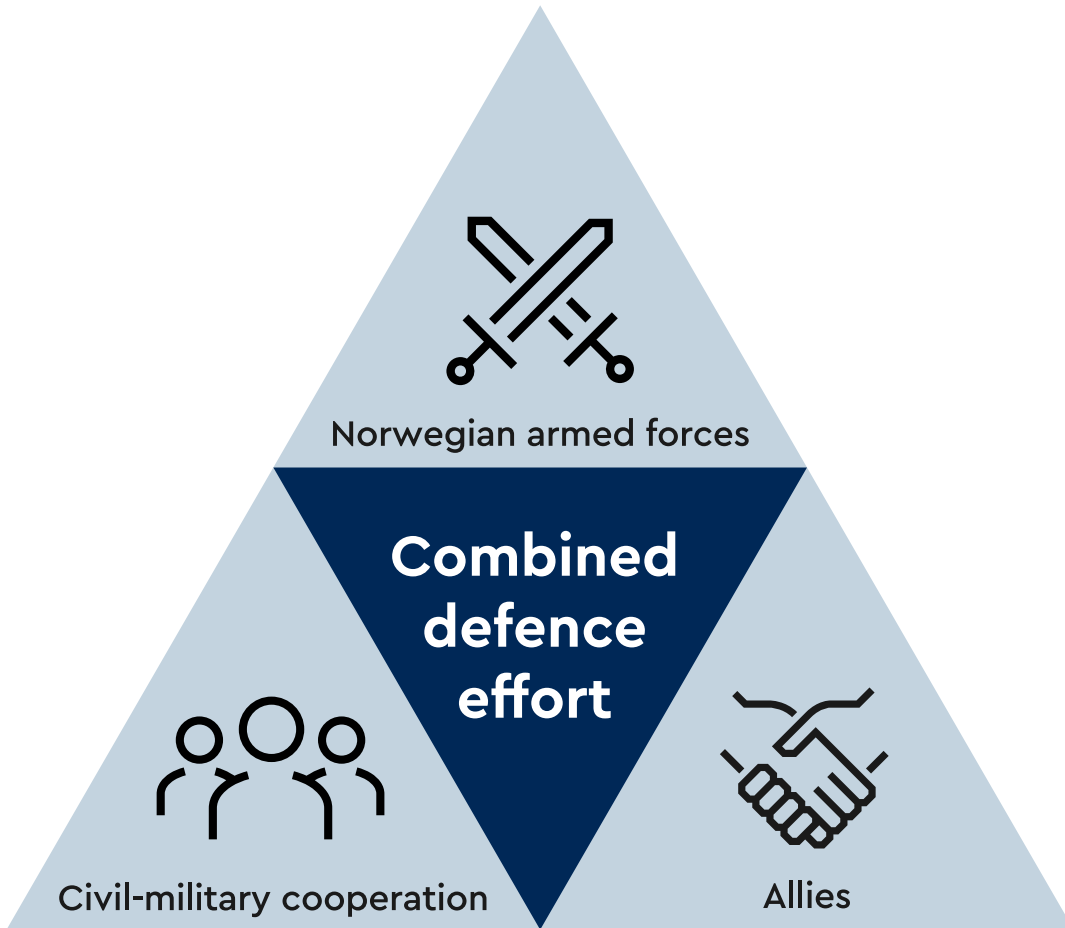 Norwegian armed forces
Combined
defence
effort
Civil-military cooperation
Allies